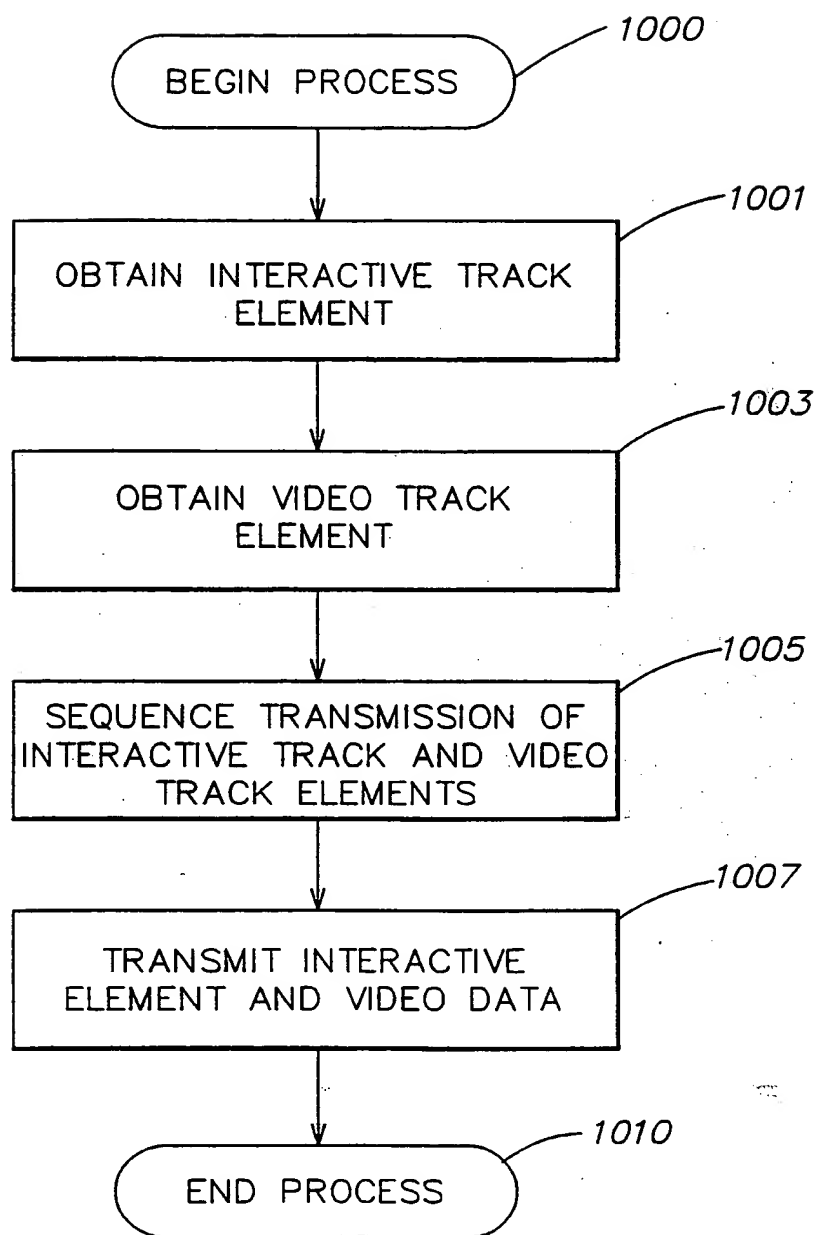 1000
BEGIN PROCESS
1001
OBTAIN INTERACTIVE TRACK
ELEMENT
1003
OBTAIN VIDEO TRACK
ELEMENT
1005
SEQUENCE TRANSMISSION OF
INTERACTIVE TRACK AND VIDEO
TRACK ELEMENTS
1007
TRANSMIT INTERACTIVE
ELEMENT AND VIDEO DATA
1010
END PROCESS